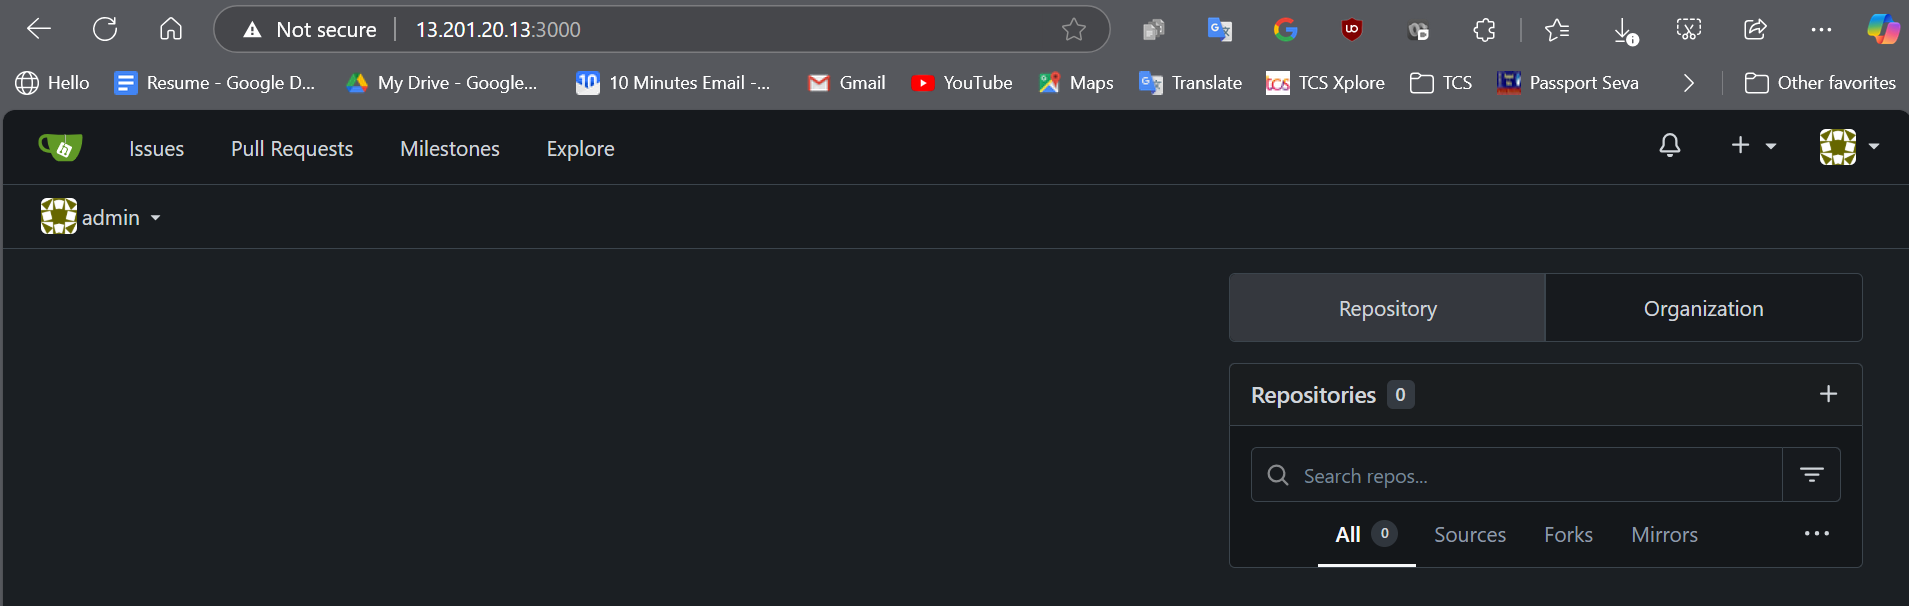 Not secure 13.201.20.13:3000
Hello Resume - Google D... My Drive - Google... 10 10 Minutes Email -... Gmail YouTube Maps Translate tcs TCS Xplore TCS Passport Seva Other favorites
Issues Pull Requests Milestones Explore
admin
Repository Organization
Repositories 0
Search repos...
All 0 Sources Forks Mirrors